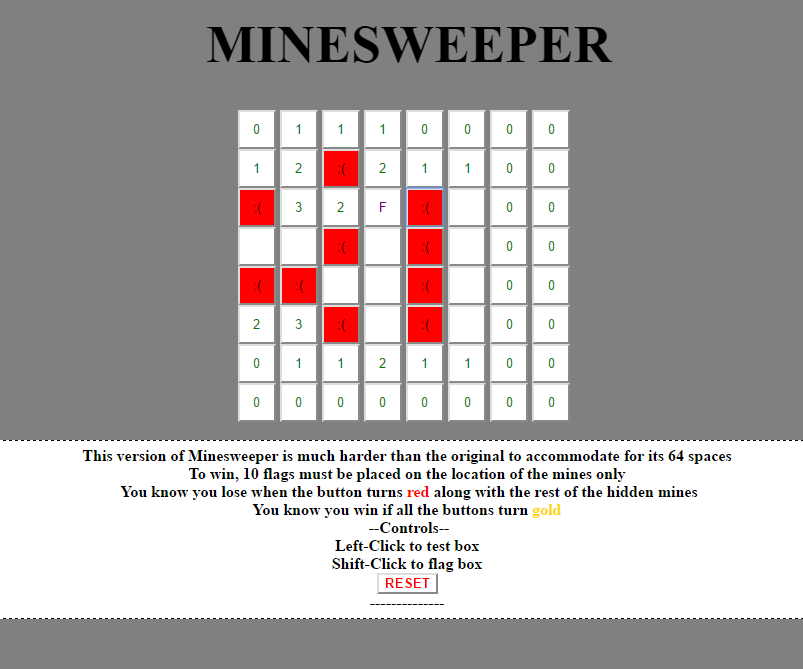 MINESWEEPER
0 1 1 1 0 0 0 0
1 2 :( 2 1 1 0 0
:( 3 2 F :( 0 0
:( :( 0 0
:( :( :( 0 0
2 3 :( :( 0 0
0 1 1 2 1 1 0 0
0 0 0 0 0 0 0 0
This version of Minesweeper is much harder than the original to accommodate for its 64 spaces
To win, 10 flags must be placed on the location of the mines only
You know you lose when the button turns red along with the rest of the hidden mines
You know you win if all the buttons turn gold
--Controls--
Left-Click to test box
Shift-Click to flag box
RESET
--------------